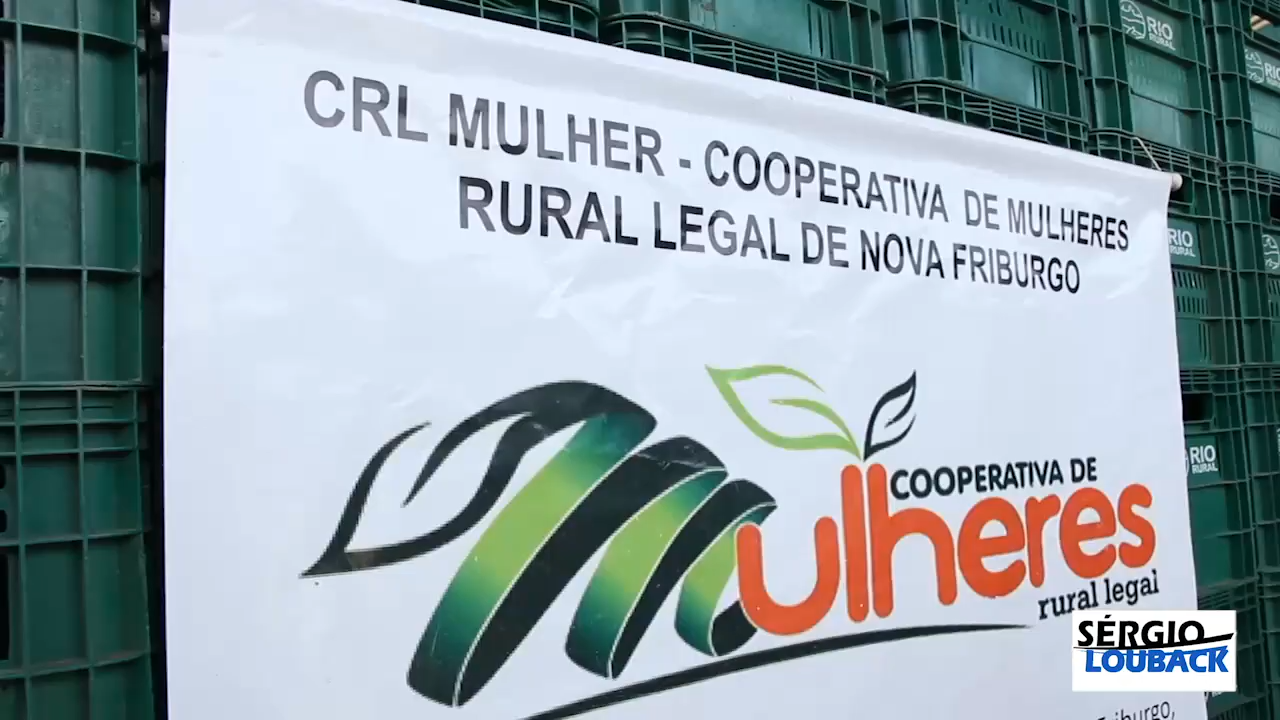 CRL MULHER - COOPERATIVA DE MULHERES
RURAL LEGAL DE NOVA FRIBURGO
COOPERATIVA DE
Mulheres
rural legal
Friburgo,
RIO
RURAL
RIO
RURAL
RIO
RURAL
SÉRGIO
LOUBACK